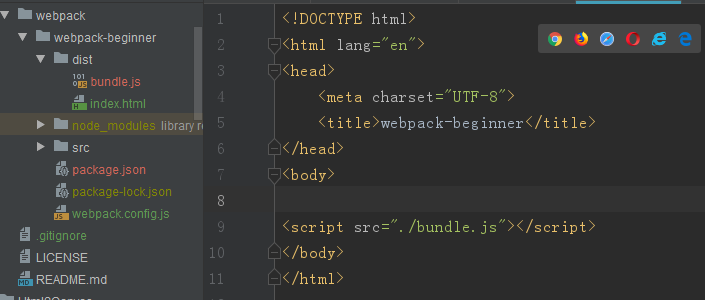 webpack
webpack-beginner
dist
bundle.js
index.html
node_modules library ro
src
package.json
package-lock.json
webpack.config.js
.gitignore
LICENSE
README.md
1 <!DOCTYPE html>
2 <html lang="en">
3 <head>
4 <meta charset="UTF-8">
5 <title>webpack-beginner</title>
6 </head>
7 <body>
8
9 <script src="./bundle.js"></script>
10 </body>
11 </html>